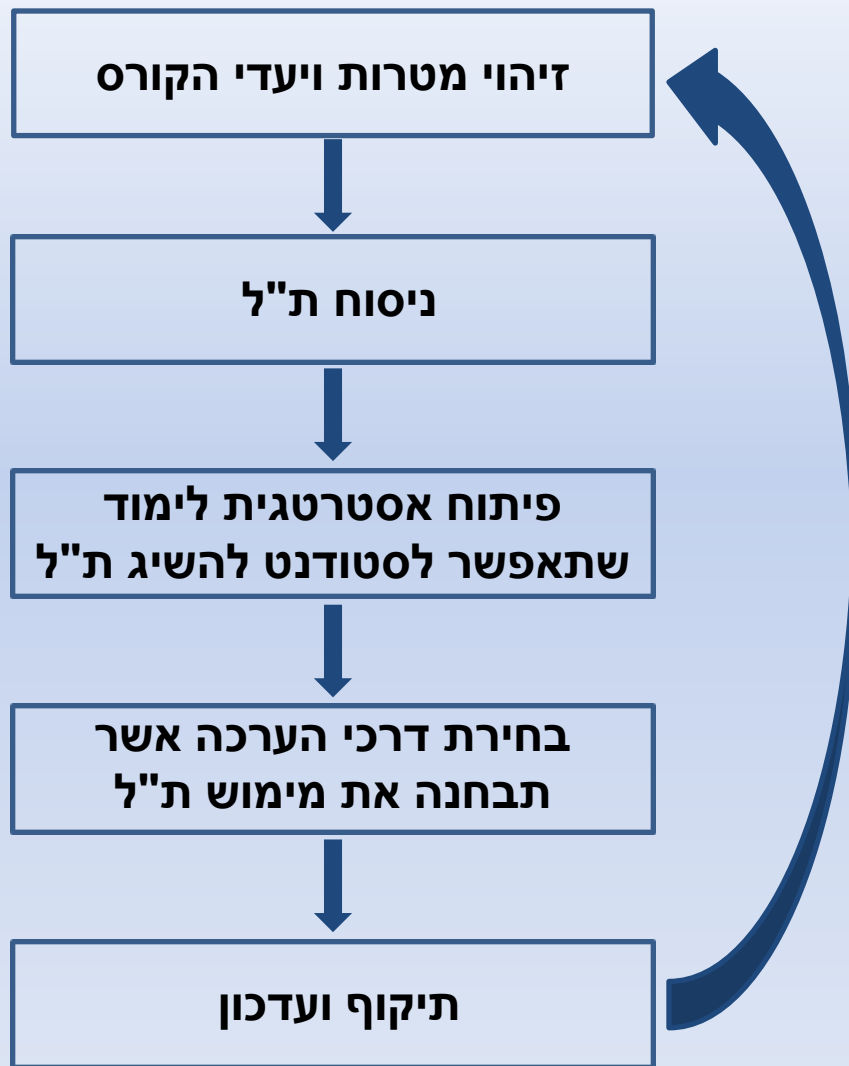 זיהוי מטרות ויעדי הקורס
ניסוח ת"ל
פיתוח אסטרטגית לימוד
שתאפשר לסטודנט להשיג ת"ל
בחירת דרכי הערכה אשר
תבחנה את מימוש ת"ל
תיקוף ועדכון